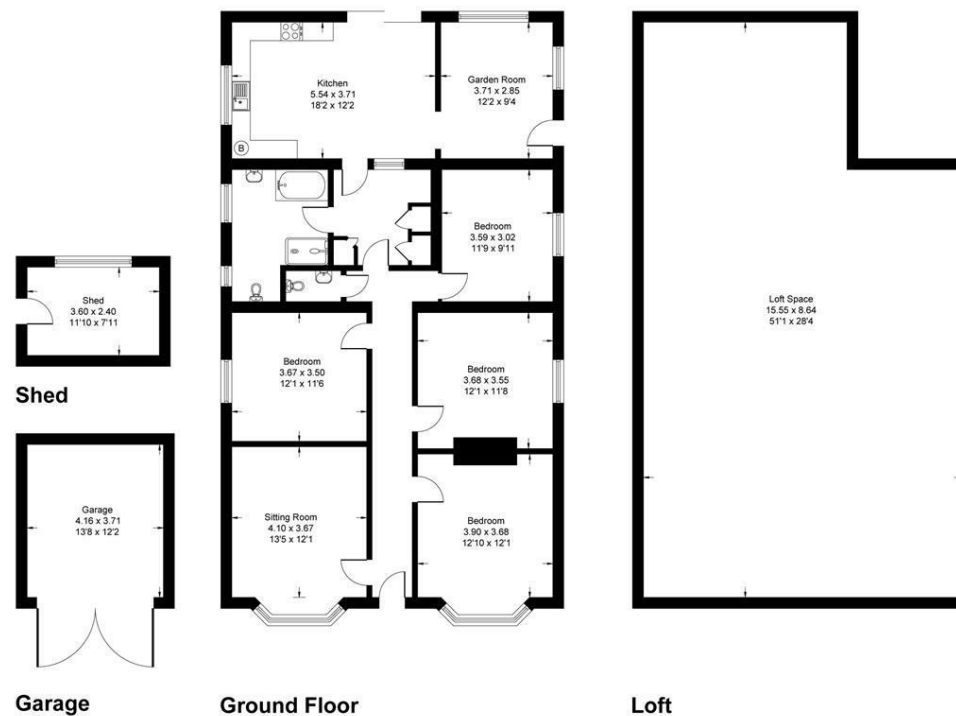 Kitchen
5.54 x 3.71
18'2 x 12'2
Garden Room
3.71 x 2.85
12'2 x 9'4
B
Bedroom
3.59 x 3.02
11'9 x 9'11
Shed
3.60 x 2.40
11'10 x 7'11
Shed
Loft Space
15.55 x 8.64
51'1 x 28'4
Bedroom
3.67 x 3.50
12'1 x 11'6
Bedroom
3.68 x 3.55
12'1 x 11'8
Garage
4.16 x 3.71
13'8 x 12'2
Sitting Room
4.10 x 3.67
13'5 x 12'1
Bedroom
3.90 x 3.68
12'10 x 12'1
Garage
Ground Floor
Loft